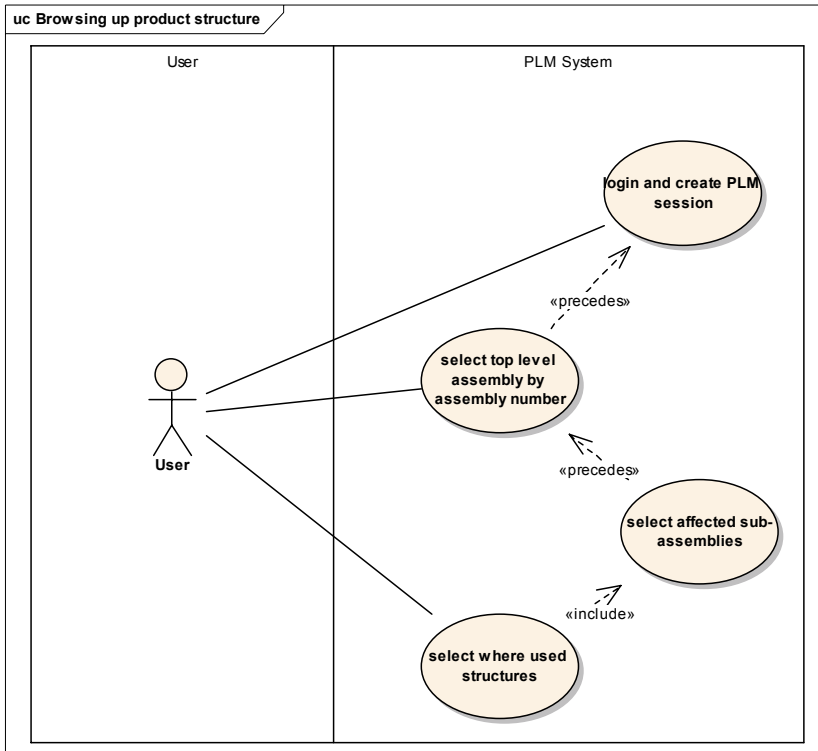 uc Browsing up product structure
User
PLM System
login and create PLM
session
«precedes»
select top level
assembly by
assembly number
User
«precedes»
select affected sub-
assemblies
«include»
select where used
structures